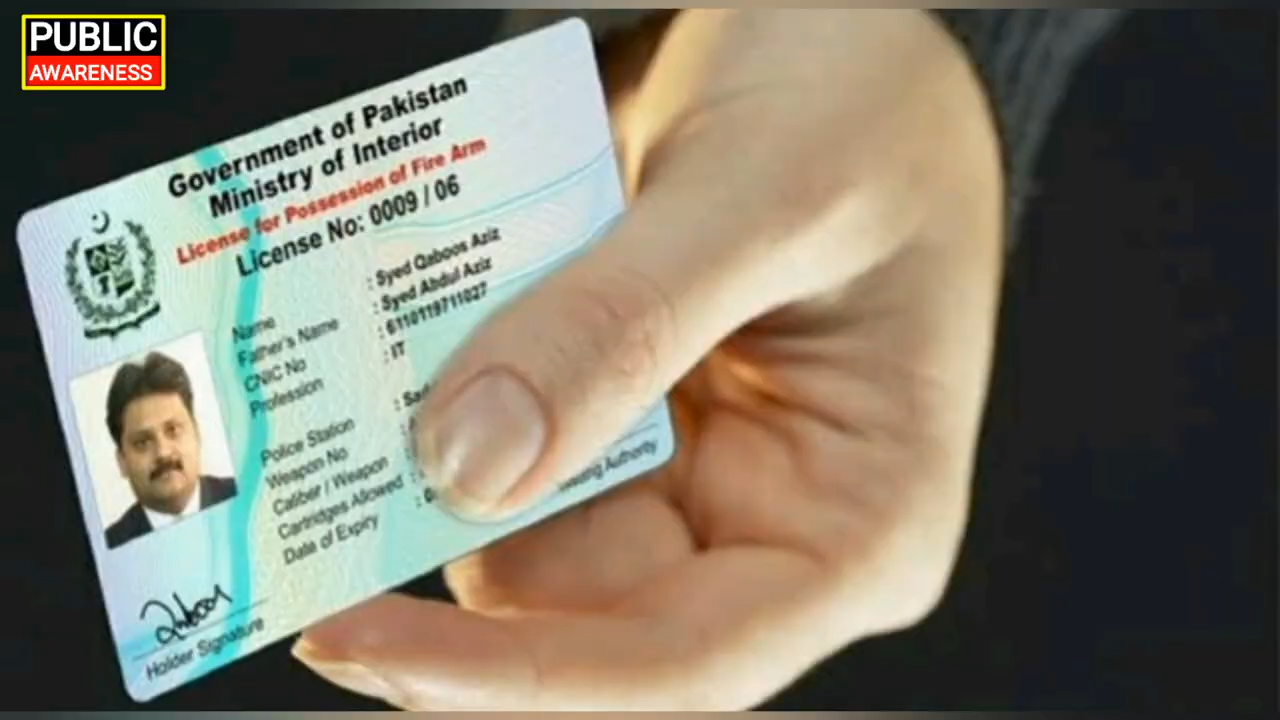 PUBLIC
AWARENESS
Government of Pakistan
Ministry of Interior
License for Possession of Fire Arm
License No: 0009 / 06
Name : Syed Qaboos Aziz
Father's Name : Syed Abdul Aziz
CNIC No : 6110119711027
Profession : IT
Police Station :
Weapon No :
Caliber / Weapon :
Cartridges Allowed :
Date of Expiry :
Issuing Authority
Holder Signature